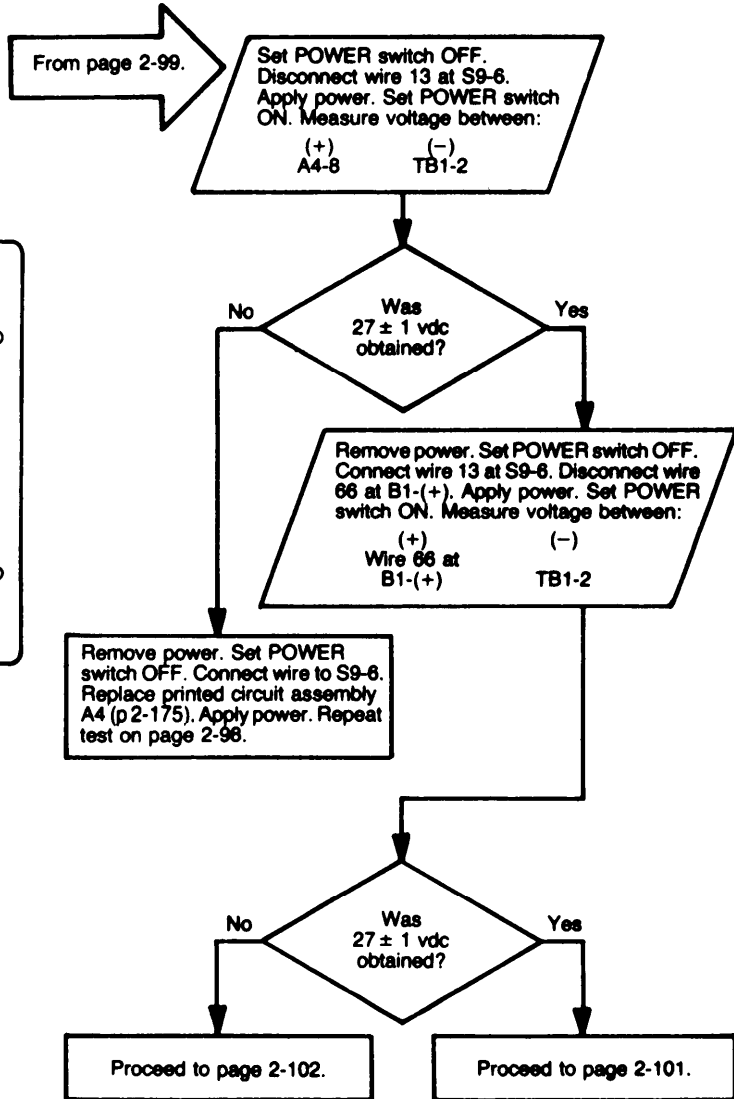 From page 2-99.
Set POWER switch OFF.
Disconnect wire 13 at S9-6.
Apply power. Set POWER switch
ON. Measure voltage between:
(+) (−)
A4-8 TB1-2
No
Was
27 ± 1 vdc
obtained?
Yes
Remove power. Set POWER switch OFF.
Connect wire 13 at S9-6. Disconnect wire
66 at B1-(+). Apply power. Set POWER
switch ON. Measure voltage between:
(+) (−)
Wire 66 at
B1-(+) TB1-2
Remove power. Set POWER
switch OFF. Connect wire to S9-6.
Replace printed circuit assembly
A4 (p 2-175). Apply power. Repeat
test on page 2-98.
No
Was
27 ± 1 vdc
obtained?
Yes
Proceed to page 2-102.
Proceed to page 2-101.